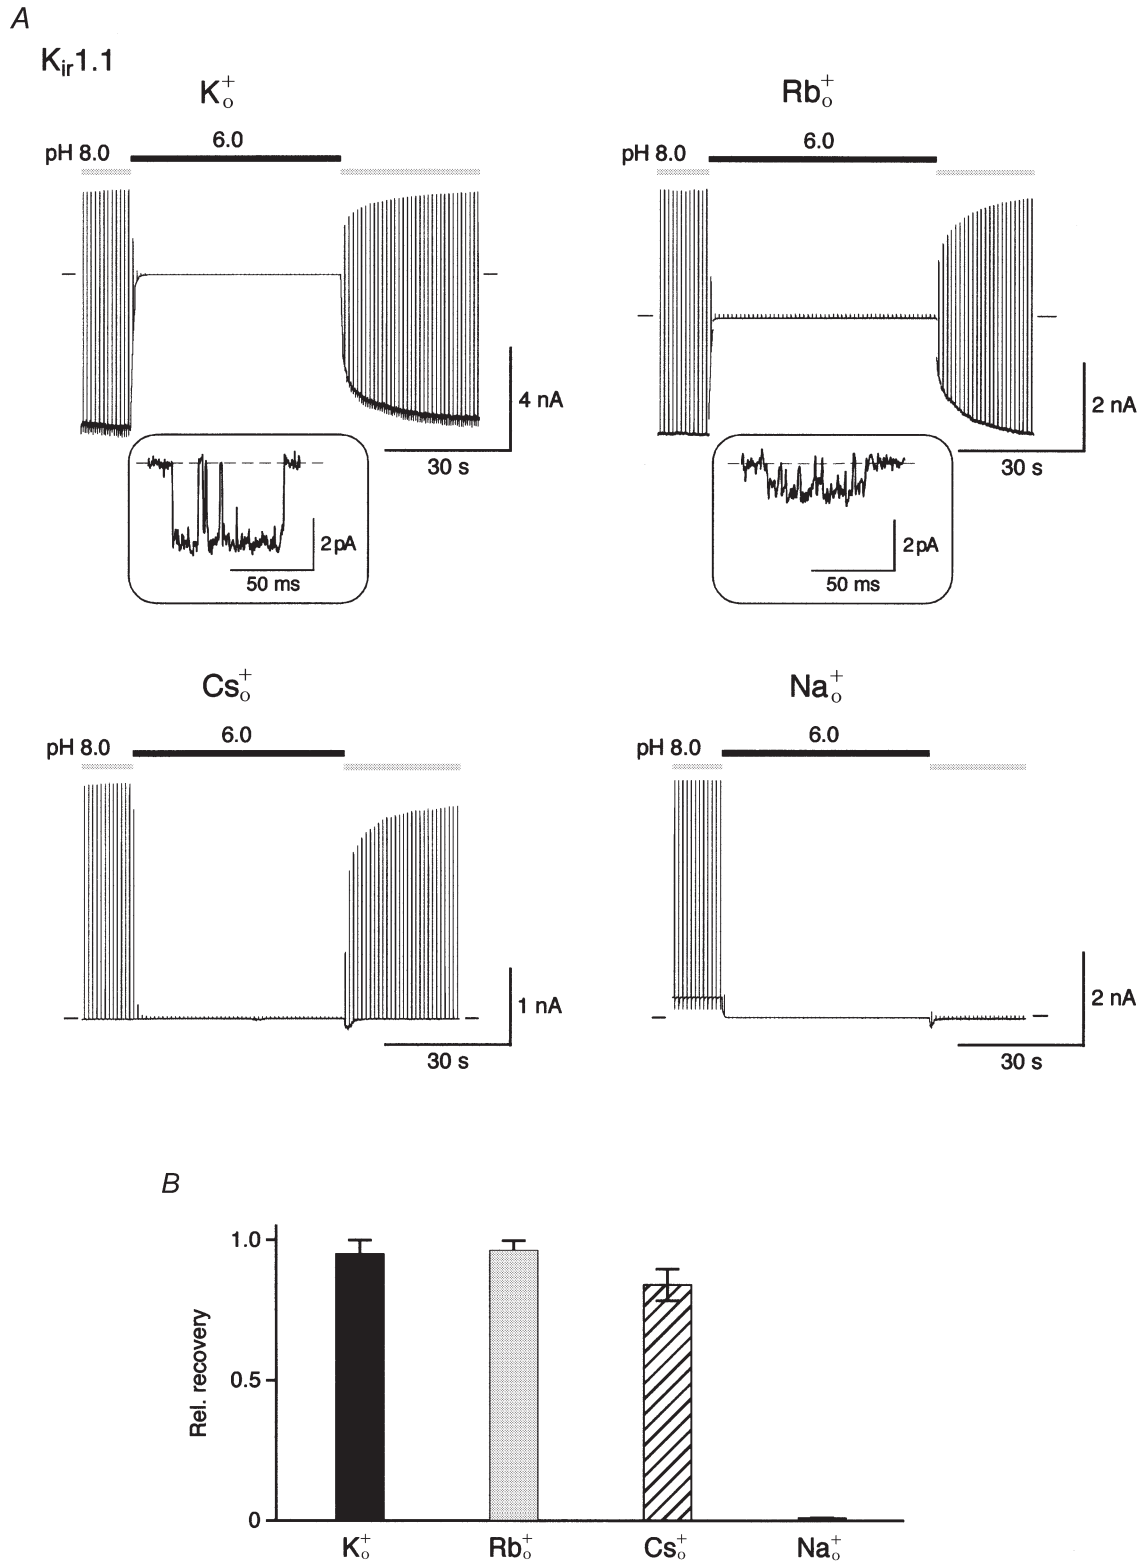 A
Kir1.1
K⁺o
Rb⁺o
pH 8.0 6.0
pH 8.0 6.0
4 nA
30 s
2 nA
30 s
2 pA
50 ms
2 pA
50 ms
Cs⁺o
Na⁺o
pH 8.0 6.0
pH 8.0 6.0
1 nA
30 s
2 nA
30 s
B
Rel. recovery
1.0
0.5
0
K⁺o Rb⁺o Cs⁺o Na⁺o